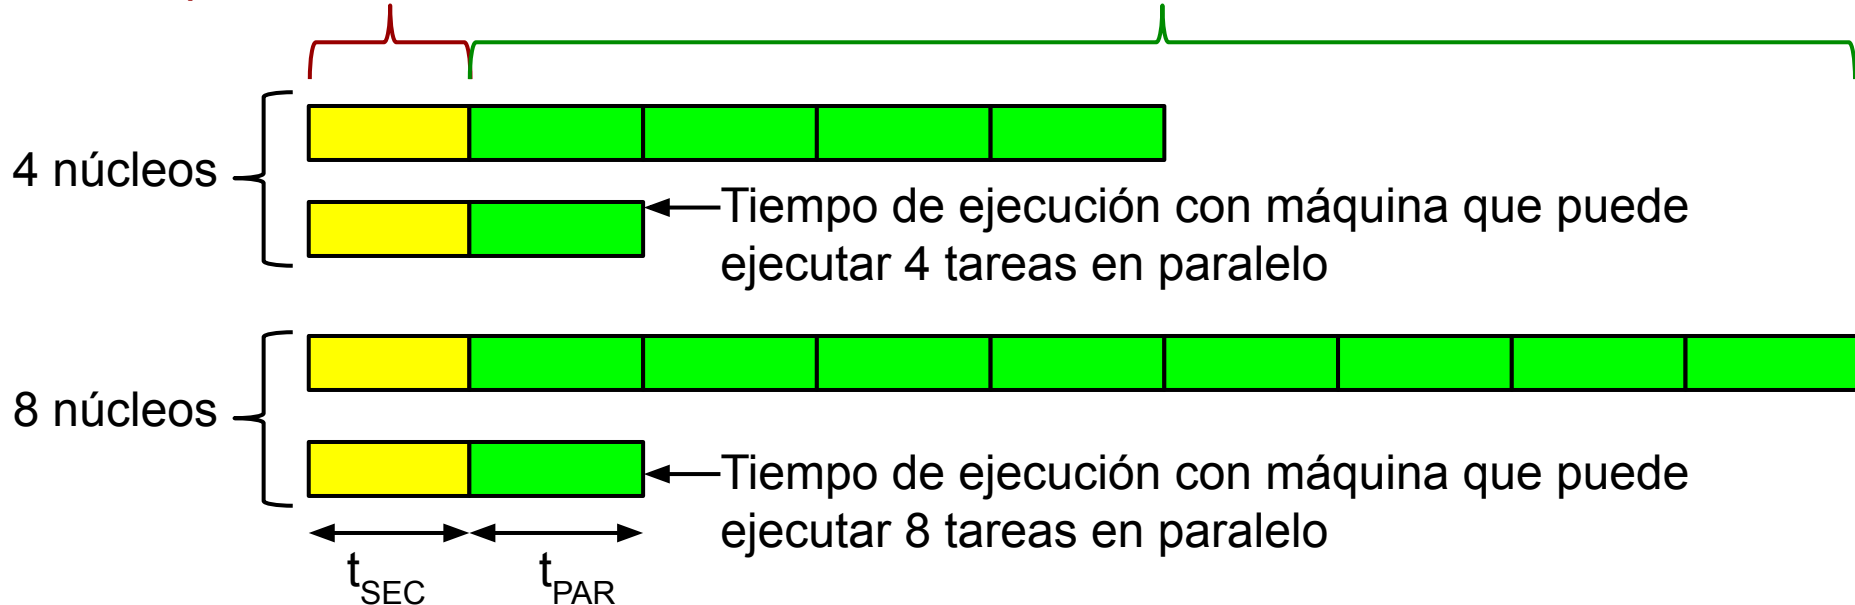 4 núcleos
Tiempo de ejecución con máquina que puede
ejecutar 4 tareas en paralelo
8 núcleos
Tiempo de ejecución con máquina que puede
ejecutar 8 tareas en paralelo
tSEC tPAR